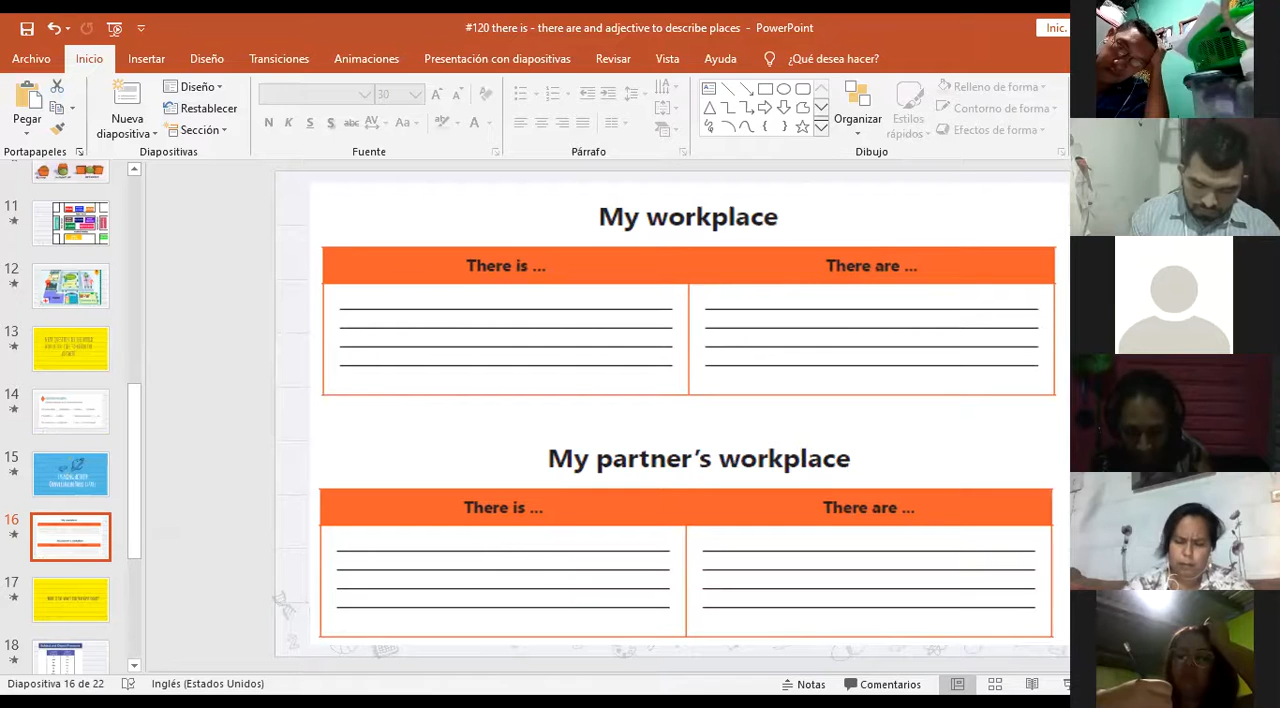 #120 there is - there are and adjective to describe places - PowerPoint
Inic.
Archivo Inicio Insertar Diseño Transiciones Animaciones Presentación con diapositivas Revisar Vista Ayuda ¿Qué desea hacer?
Pegar
Nueva diapositiva
Diseño
Restablecer
Sección
30
N K S S abc AV Aa A
Organizar
Estilos rápidos
Relleno de forma
Contorno de forma
Efectos de forma
Portapapeles Diapositivas Fuente Párrafo Dibujo
11
12
13
14
15
16
17
18
My workplace
There is ... There are ...
My partner's workplace
There is ... There are ...
Diapositiva 16 de 22 Inglés (Estados Unidos) Notas Comentarios